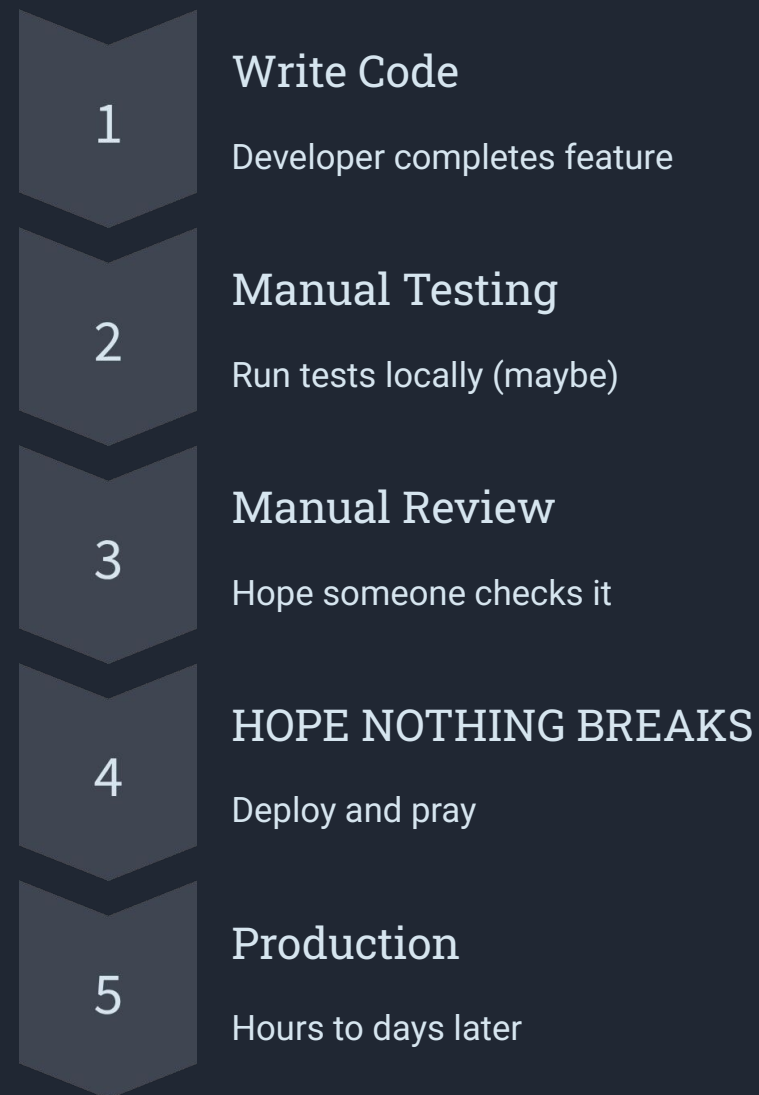 1
Write Code
Developer completes feature
2
Manual Testing
Run tests locally (maybe)
3
Manual Review
Hope someone checks it
4
HOPE NOTHING BREAKS
Deploy and pray
5
Production
Hours to days later